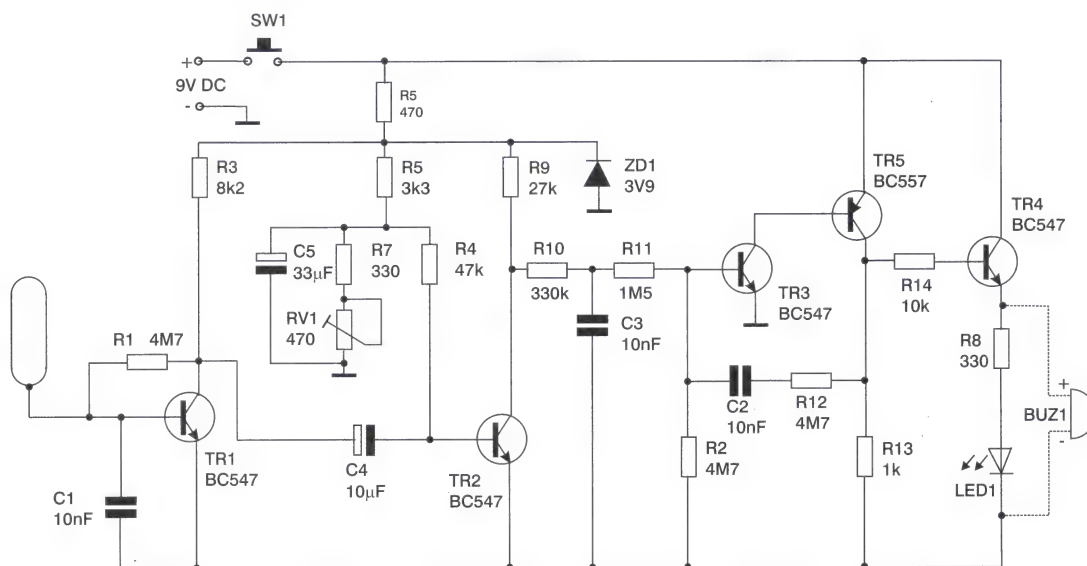 SW1
+
9V DC
-
R5
470
R3
8k2
R5
3k3
R9
27k
ZD1
3V9
TR5
BC557
TR4
BC547
C5
33µF
R7
330
R4
47k
R10
330k
R11
1M5
TR3
BC547
R14
10k
RV1
470
C3
10nF
R1 4M7
R8
330
+
BUZ1
-
C2
10nF
R12
4M7
TR1
BC547
C4
10µF
TR2
BC547
R2
4M7
R13
1k
LED1
C1
10nF